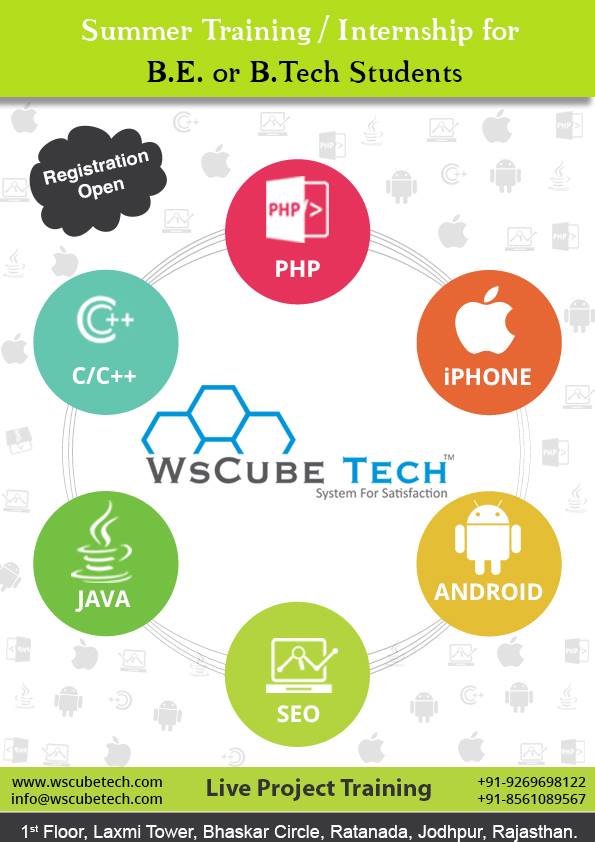 Summer Training / Internship for
B.E. or B.Tech Students
Registration
Open
PHP </>
PHP
C++
C/C++
iPHONE
WSCUBE TECH™
System For Satisfaction
JAVA
ANDROID
SEO
www.wscubetech.com
info@wscubetech.com
Live Project Training
+91-9269698122
+91-8561089567
1st Floor, Laxmi Tower, Bhaskar Circle, Ratanada, Jodhpur, Rajasthan.